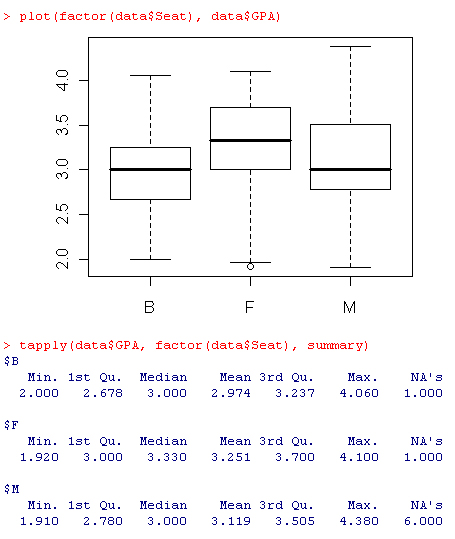 > plot(factor(data$Seat), data$GPA)
4.0
3.5
3.0
2.5
2.0
B F M
> tapply(data$GPA, factor(data$Seat), summary)
$B
Min. 1st Qu. Median Mean 3rd Qu. Max. NA's
2.000 2.678 3.000 2.974 3.237 4.060 1.000
$F
Min. 1st Qu. Median Mean 3rd Qu. Max. NA's
1.920 3.000 3.330 3.251 3.700 4.100 1.000
$M
Min. 1st Qu. Median Mean 3rd Qu. Max. NA's
1.910 2.780 3.000 3.119 3.505 4.380 6.000